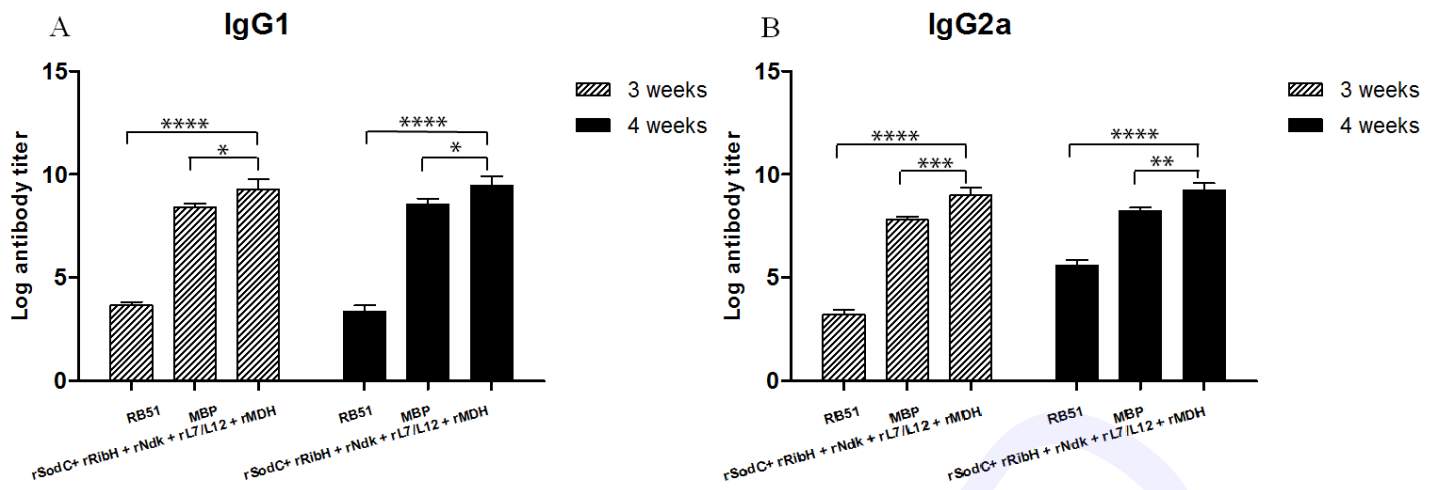 A
IgG1
15
10
5
0
Log antibody titer
3 weeks
4 weeks
****
*
****
*
RB51
MBP
rSodC+ rRibH + rNdk + rL7/L12 + rMDH
RB51
MBP
rSodC+ rRibH + rNdk + rL7/L12 + rMDH
B
IgG2a
15
10
5
0
Log antibody titer
3 weeks
4 weeks
****
***
****
**
RB51
MBP
rSodC+ rRibH + rNdk + rL7/L12 + rMDH
RB51
MBP
rSodC+ rRibH + rNdk + rL7/L12 + rMDH